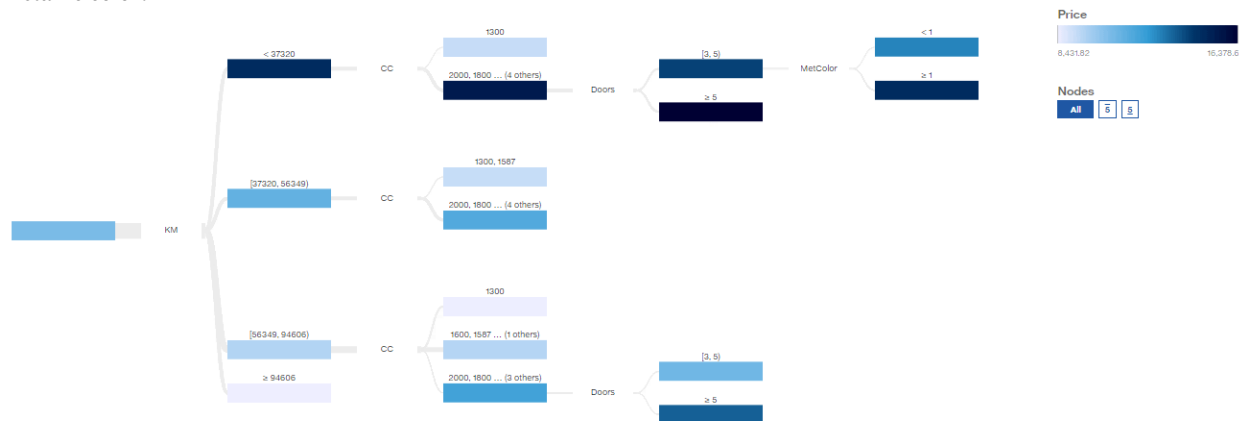 Price
8,431.82 16,378.6
Nodes
All 5 5
KM
< 37320
CC
1300
2000, 1800 ... (4 others)
Doors
[3, 5)
≥ 5
MetColor
< 1
≥ 1
[37320, 56349)
CC
1300, 1587
2000, 1800 ... (4 others)
[56349, 94606)
CC
1300
1600, 1587 ... (1 others)
2000, 1800 ... (3 others)
Doors
[3, 5)
≥ 5
≥ 94606